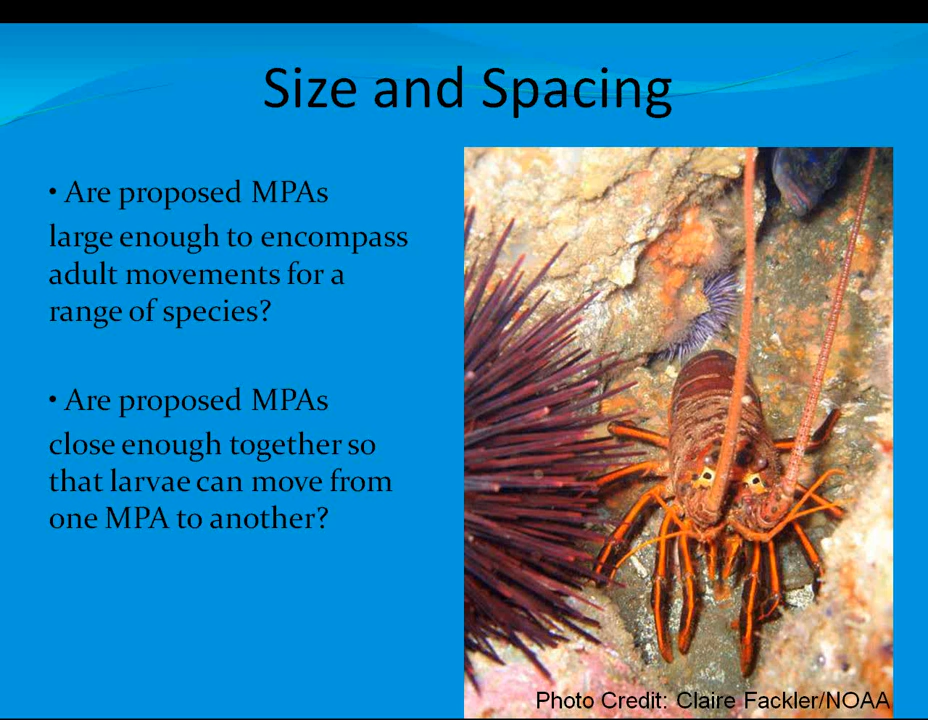 Size and Spacing
• Are proposed MPAs
large enough to encompass
adult movements for a
range of species?
• Are proposed MPAs
close enough together so
that larvae can move from
one MPA to another?
Photo Credit: Claire Fackler/NOAA